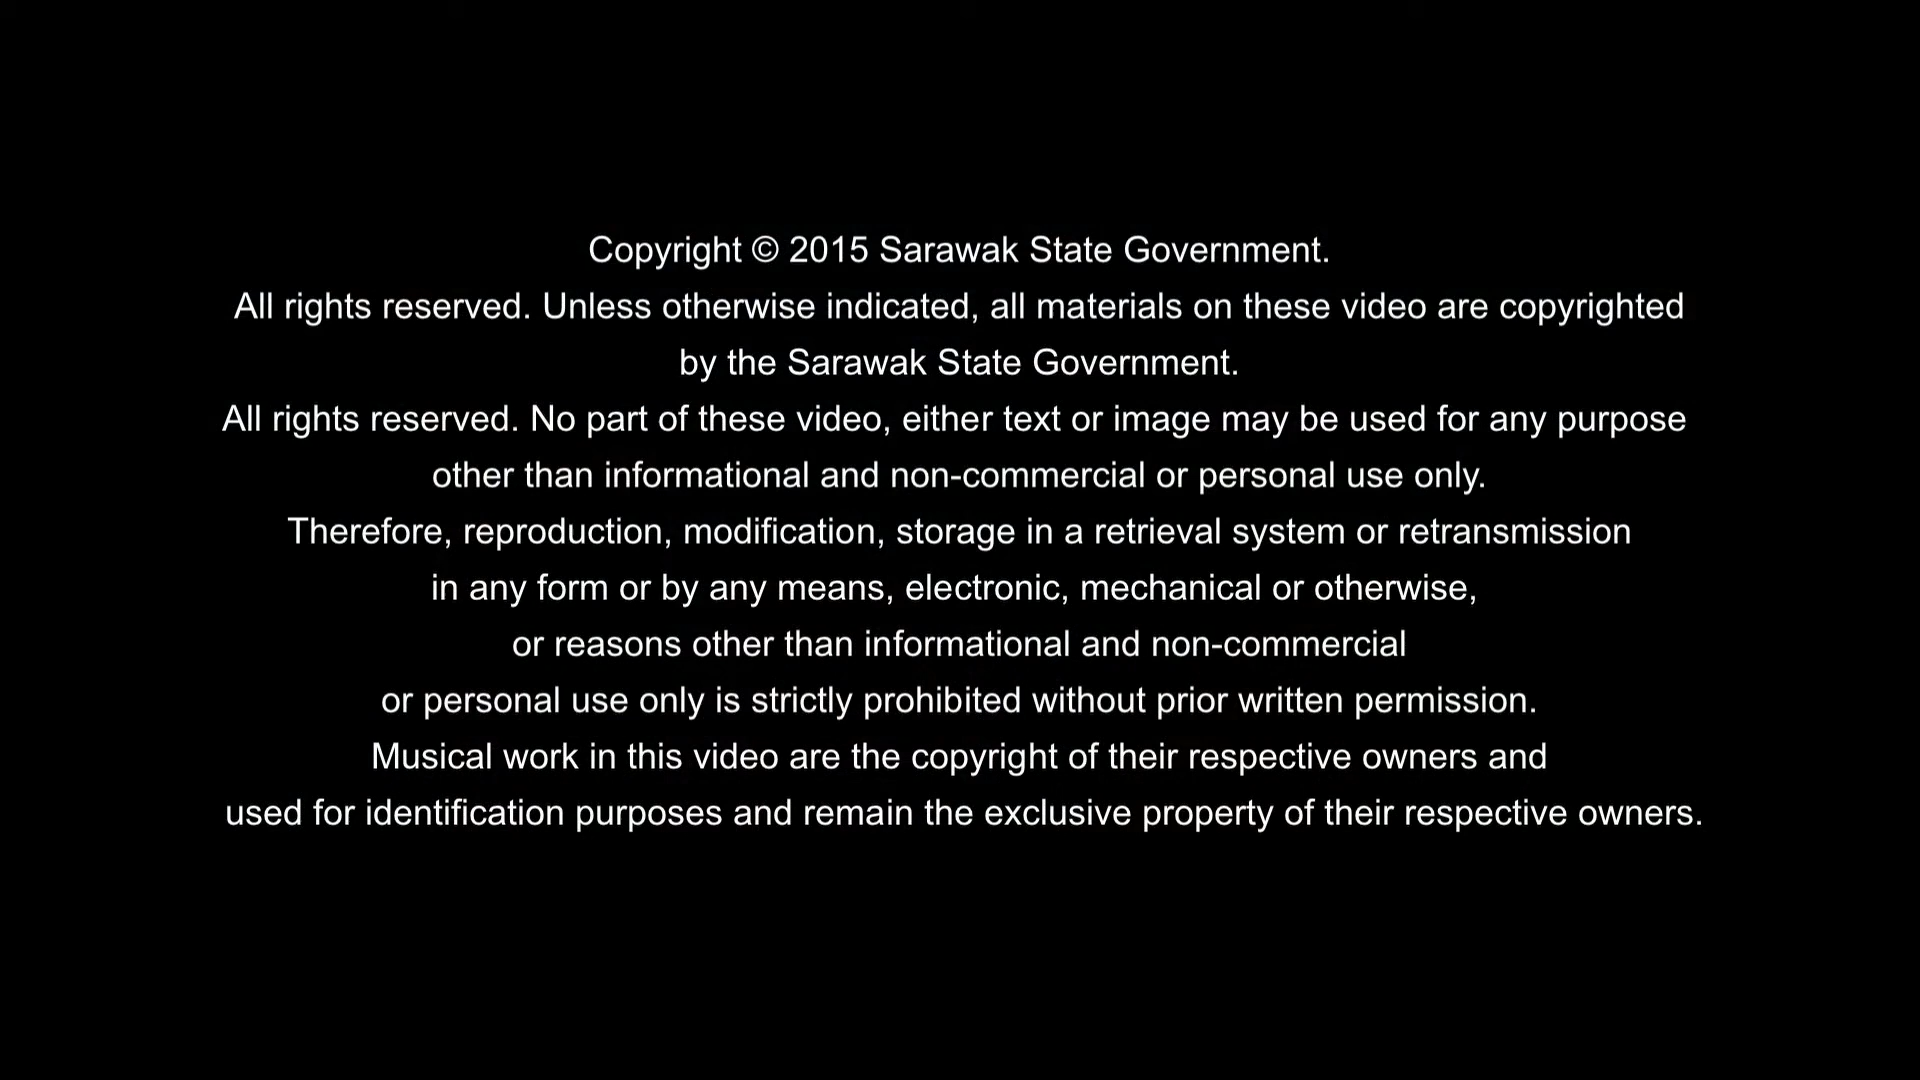 Copyright © 2015 Sarawak State Government.
All rights reserved. Unless otherwise indicated, all materials on these video are copyrighted
by the Sarawak State Government.
All rights reserved. No part of these video, either text or image may be used for any purpose
other than informational and non-commercial or personal use only.
Therefore, reproduction, modification, storage in a retrieval system or retransmission
in any form or by any means, electronic, mechanical or otherwise,
or reasons other than informational and non-commercial
or personal use only is strictly prohibited without prior written permission.
Musical work in this video are the copyright of their respective owners and
used for identification purposes and remain the exclusive property of their respective owners.